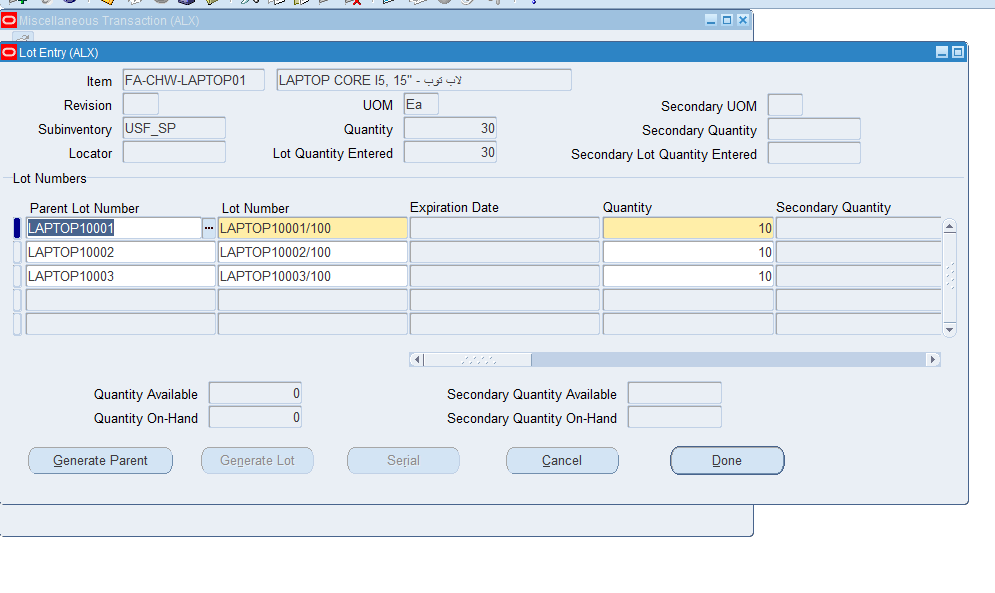 Miscellaneous Transaction (ALX)
Lot Entry (ALX)
Item FA-CHW-LAPTOP01 LAPTOP CORE I5, 15" - لاب توب
Revision UOM Ea Secondary UOM
Subinventory USF_SP Quantity 30 Secondary Quantity
Locator Lot Quantity Entered 30 Secondary Lot Quantity Entered
Lot Numbers
Parent Lot Number Lot Number Expiration Date Quantity Secondary Quantity
LAPTOP10001 ... LAPTOP10001/100 10
LAPTOP10002 LAPTOP10002/100 10
LAPTOP10003 LAPTOP10003/100 10
Quantity Available 0 Secondary Quantity Available
Quantity On-Hand 0 Secondary Quantity On-Hand
Generate Parent Generate Lot Serial Cancel Done